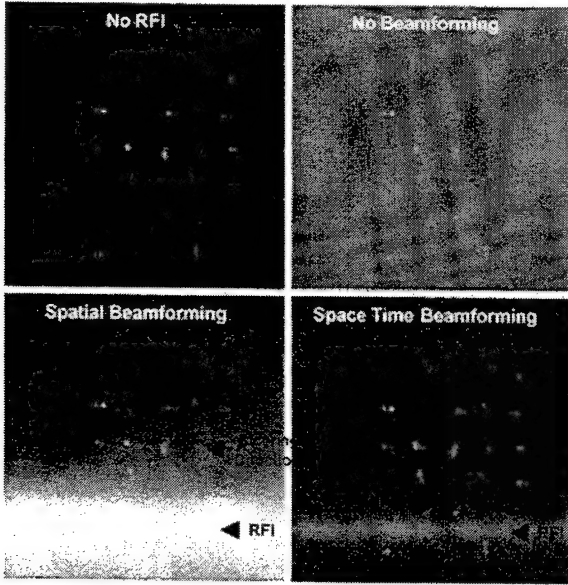 No RFI
No Beamforming
Spatial Beamforming
Space Time Beamforming
RFI
RFI